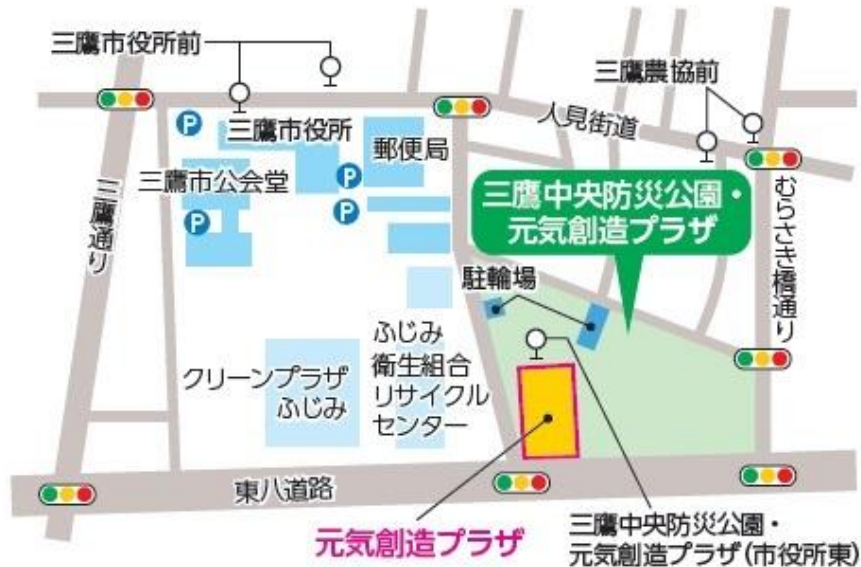 三鷹市役所前
三鷹農協前
P
三鷹市役所
郵便局
人見街道
三鷹市公会堂
P
P
三鷹通り
三鷹中央防災公園・
元気創造プラザ
むらさき橋通り
駐輪場
ふじみ
衛生組合
リサイクル
センター
クリーンプラザ
ふじみ
東八道路
元気創造プラザ
三鷹中央防災公園・
元気創造プラザ(市役所東)